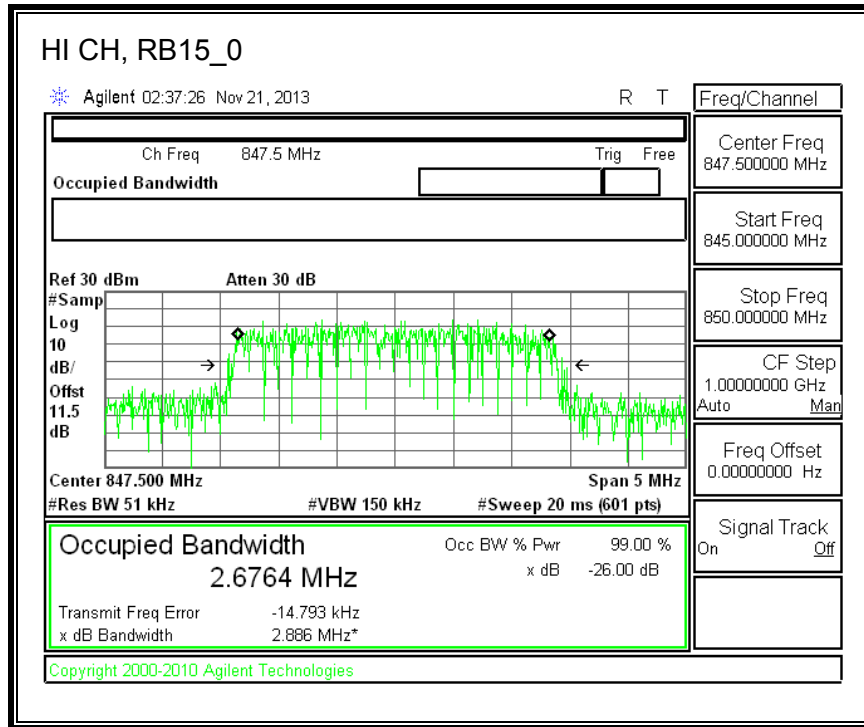 HI CH, RB15_0
Agilent 02:37:26 Nov 21, 2013 R T
Freq/Channel
Ch Freq 847.5 MHz Trig Free
Occupied Bandwidth
Center Freq
847.500000 MHz
Start Freq
845.000000 MHz
Stop Freq
850.000000 MHz
CF Step
1.00000000 GHz
Auto Man
Freq Offset
0.00000000 Hz
Signal Track
On Off
Ref 30 dBm Atten 30 dB
#Samp
Log
10
dB/
Offst
11.5
dB
Center 847.500 MHz Span 5 MHz
#Res BW 51 kHz #VBW 150 kHz #Sweep 20 ms (601 pts)
Occupied Bandwidth
2.6764 MHz
Occ BW % Pwr 99.00 %
x dB -26.00 dB
Transmit Freq Error -14.793 kHz
x dB Bandwidth 2.886 MHz*
Copyright 2000-2010 Agilent Technologies